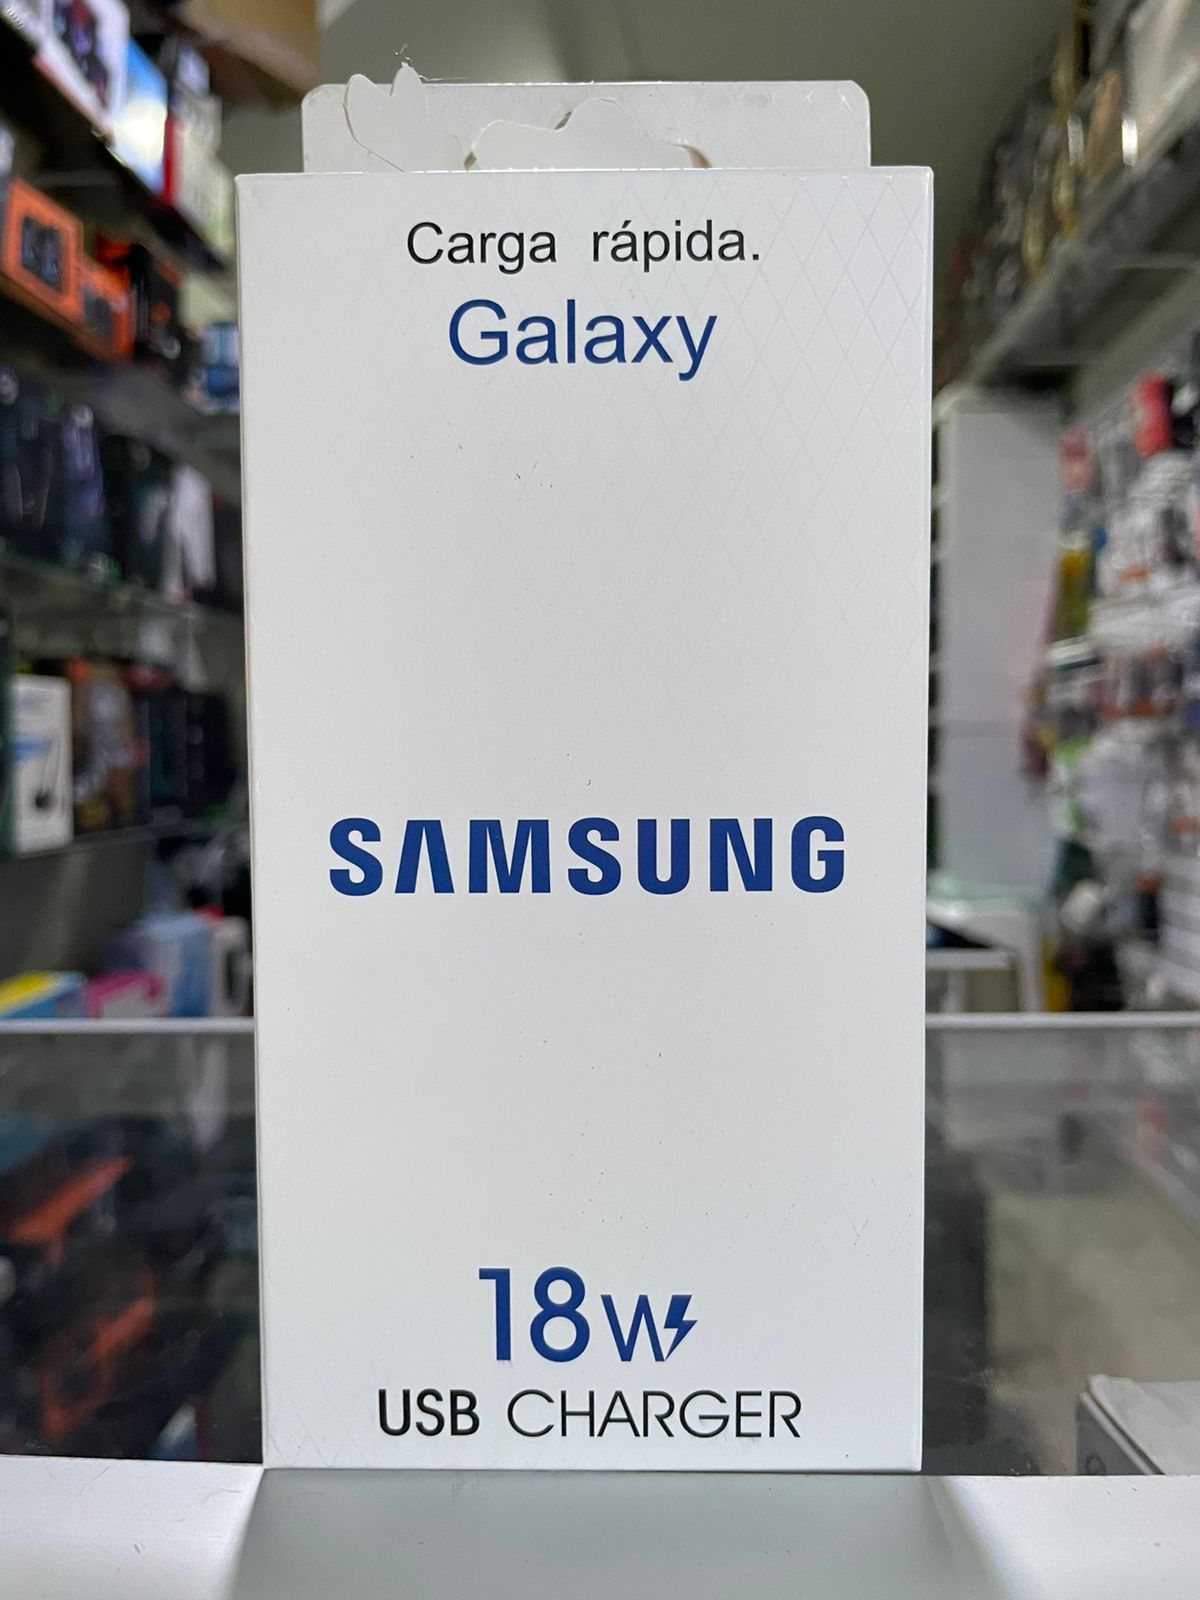 Carga rápida.
Galaxy
SAMSUNG
18W
USB CHARGER